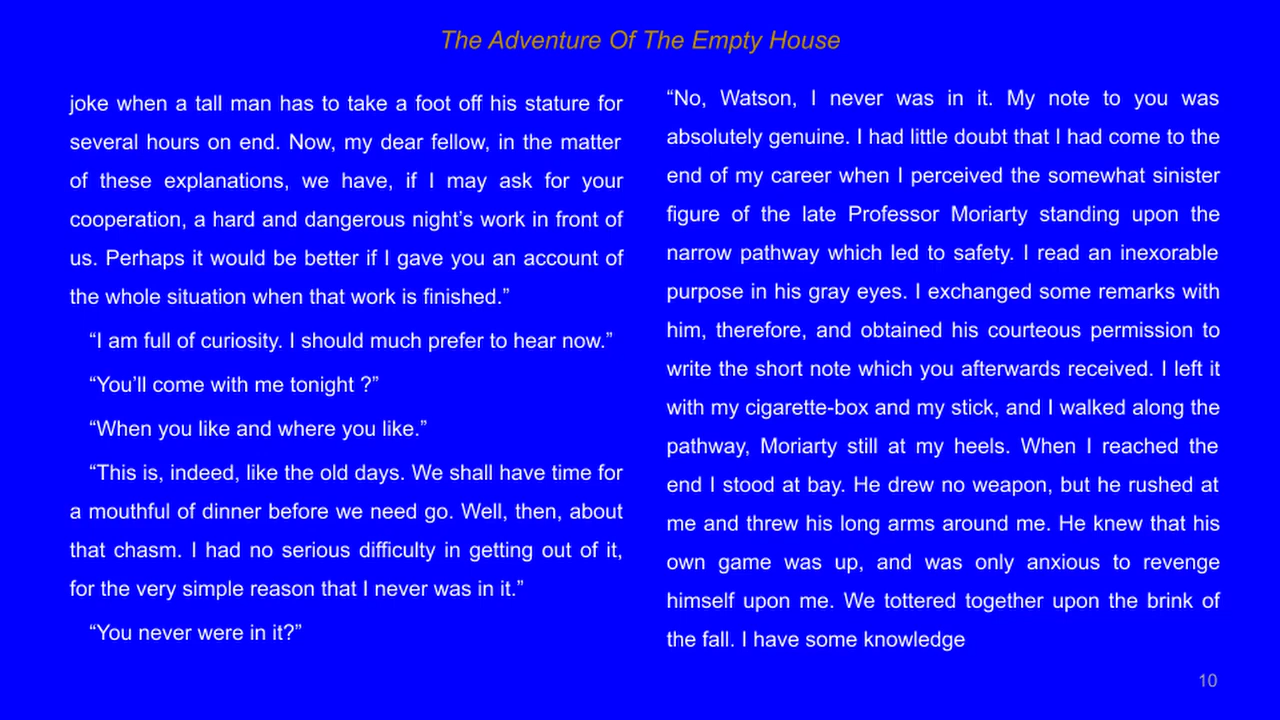 The Adventure Of The Empty House
joke when a tall man has to take a foot off his stature for
several hours on end. Now, my dear fellow, in the matter
of these explanations, we have, if I may ask for your
cooperation, a hard and dangerous night’s work in front of
us. Perhaps it would be better if I gave you an account of
the whole situation when that work is finished.”
“I am full of curiosity. I should much prefer to hear now.”
“You’ll come with me tonight ?”
“When you like and where you like.”
“This is, indeed, like the old days. We shall have time for
a mouthful of dinner before we need go. Well, then, about
that chasm. I had no serious difficulty in getting out of it,
for the very simple reason that I never was in it.”
“You never were in it?”
“No, Watson, I never was in it. My note to you was
absolutely genuine. I had little doubt that I had come to the
end of my career when I perceived the somewhat sinister
figure of the late Professor Moriarty standing upon the
narrow pathway which led to safety. I read an inexorable
purpose in his gray eyes. I exchanged some remarks with
him, therefore, and obtained his courteous permission to
write the short note which you afterwards received. I left it
with my cigarette-box and my stick, and I walked along the
pathway, Moriarty still at my heels. When I reached the
end I stood at bay. He drew no weapon, but he rushed at
me and threw his long arms around me. He knew that his
own game was up, and was only anxious to revenge
himself upon me. We tottered together upon the brink of
the fall. I have some knowledge
10